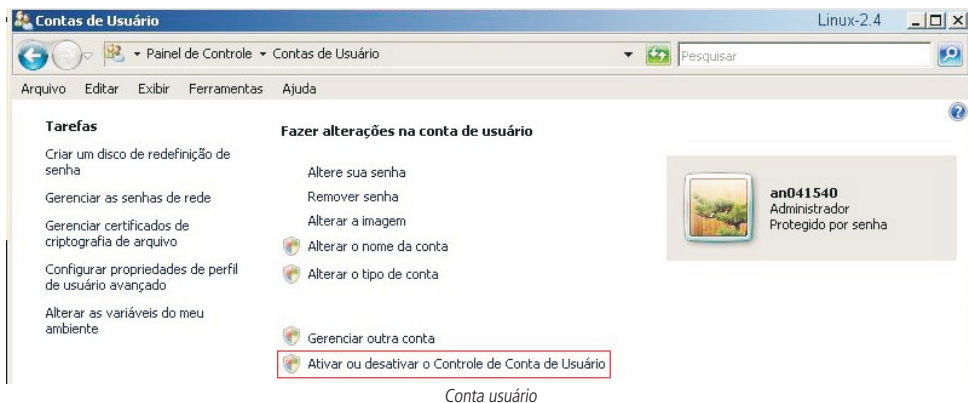 Contas de Usuário
Linux-2.4
Painel de Controle Contas de Usuário
Pesquisar
Arquivo Editar Exibir Ferramentas Ajuda
Tarefas
Criar um disco de redefinição de
senha
Gerenciar as senhas de rede
Gerenciar certificados de
criptografia de arquivo
Configurar propriedades de perfil
de usuário avançado
Alterar as variáveis do meu
ambiente
Fazer alterações na conta de usuário
Altere sua senha
Remover senha
Alterar a imagem
Alterar o nome da conta
Alterar o tipo de conta
Gerenciar outra conta
Ativar ou desativar o Controle de Conta de Usuário
an041540
Administrador
Protegido por senha
Conta usuário